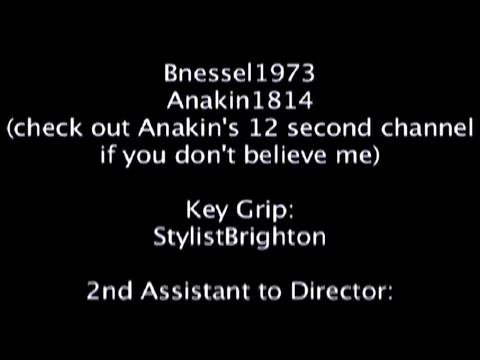 Bnessel1973
Anakin1814
(check out Anakin's 12 second channel
if you don't believe me)
Key Grip:
StylistBrighton
2nd Assistant to Director: